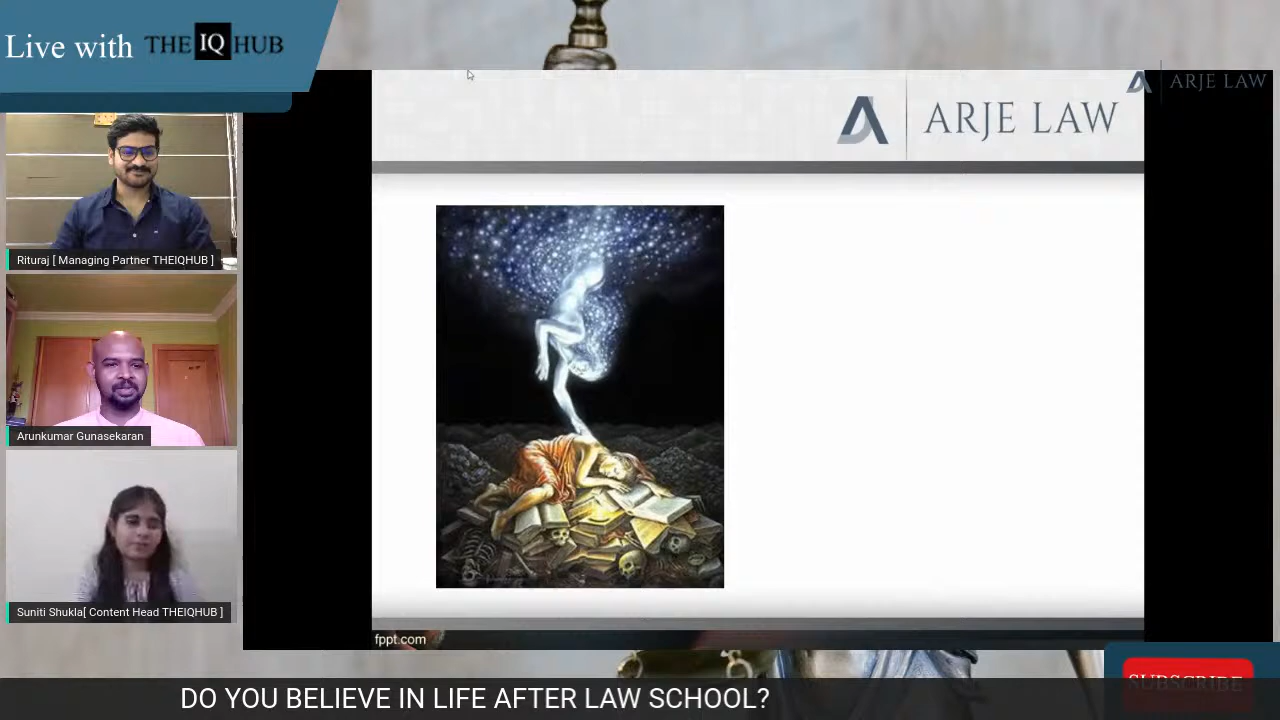 Live with THE IQ HUB
ARJE LAW
ARJE LAW
Rituraj [ Managing Partner THEIQHUB ]
Arunkumar Gunasekaran
Suniti Shukla[ Content Head THEIQHUB ]
fppt.com
SUBSCRIBE
DO YOU BELIEVE IN LIFE AFTER LAW SCHOOL?